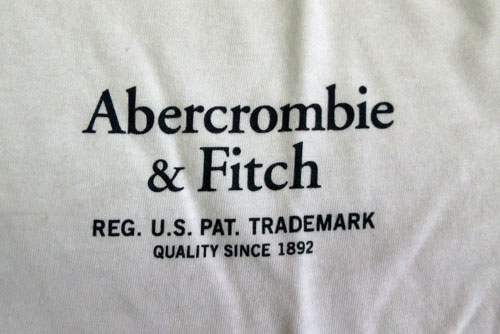 Abercrombie
& Fitch
REG. U.S. PAT. TRADEMARK
QUALITY SINCE 1892